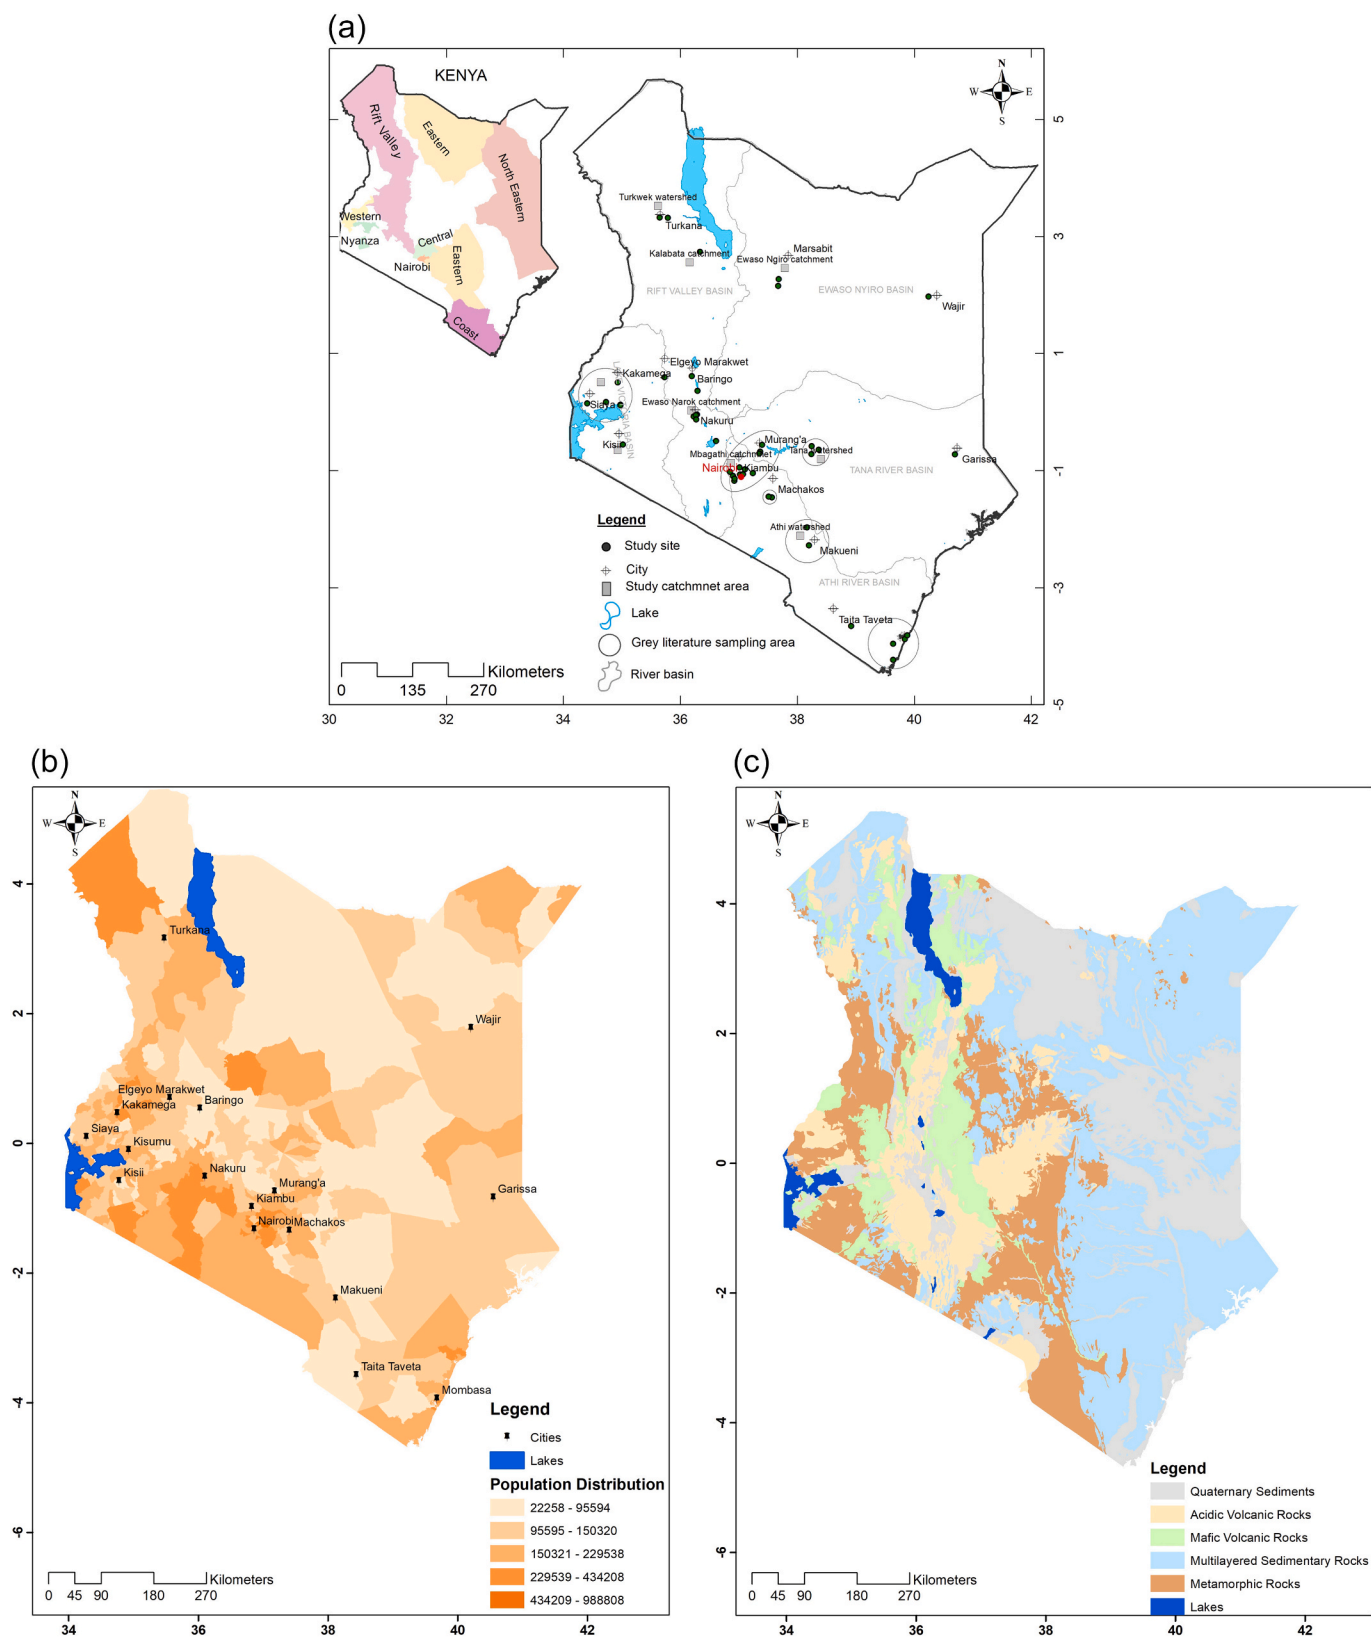 (a)
KENYA
N
W E
S
Rift Valley
Eastern
North Eastern
Western
Nyanza
Central
Nairobi
Eastern
Coast
5
3
1
-1
-3
-5
Turkwek watershed
Turkana
Kalabata catchment
Marsabit
Ewaso Ngiro catchment
RIFT VALLEY BASIN
EWASO NYIRO BASIN
Wajir
Elgeyo Marakwet
Kakamega
Baringo
Siaya
Ewaso Narok catchment
Nakuru
Kisii
Murang'a
Mbagathi catchmnet
Nairobi
Kiambu
TANA RIVER BASIN
Garissa
Machakos
Athi watershed
Makueni
ATHI RIVER BASIN
Taita Taveta
Legend
Study site
City
Study catchmnet area
Lake
Grey literature sampling area
River basin
Kilometers
0 135 270
30 32 34 36 38 40 42
(b)
N
W E
S
4
2
0
-2
-4
-6
Turkana
Wajir
Elgeyo Marakwet
Kakamega
Baringo
Siaya
Kisumu
Kisii
Nakuru
Murang'a
Kiambu
Garissa
Nairobi
Machakos
Makueni
Taita Taveta
Mombasa
Legend
Cities
Lakes
Population Distribution
22258 - 95594
95595 - 150320
150321 - 229538
229539 - 434208
434209 - 988808
Kilometers
0 45 90 180 270
34 36 38 40 42
(c)
N
W E
S
4
2
0
-2
-4
-6
Legend
Quaternary Sediments
Acidic Volcanic Rocks
Mafic Volcanic Rocks
Multilayered Sedimentary Rocks
Metamorphic Rocks
Lakes
Kilometers
0 45 90 180 270
34 36 38 40 42